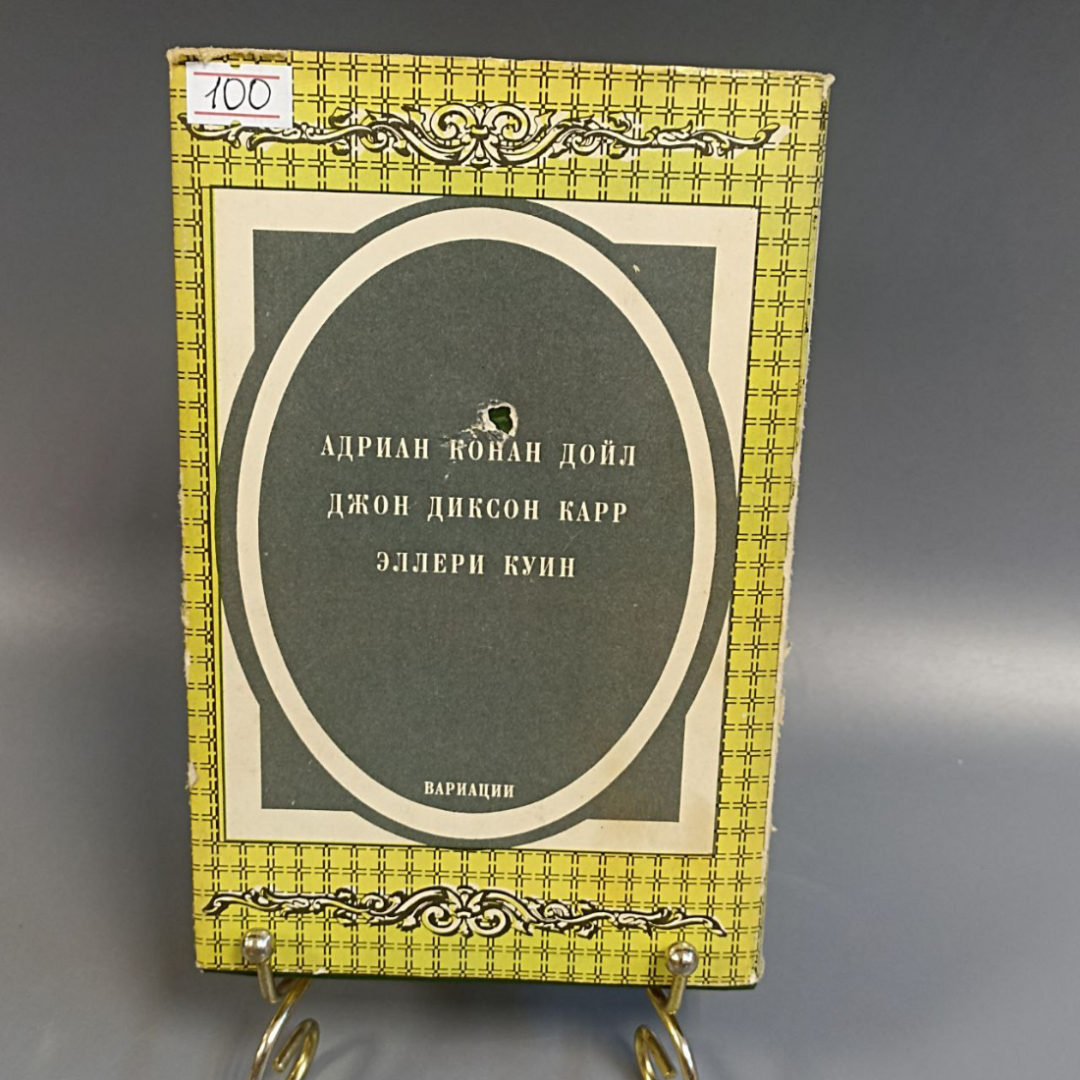 100
АДРИАН КОНАН ДОЙЛ
ДЖОН ДИКСОН КАРР
ЭЛЛЕРИ КУИН
ВАРИАЦИИ